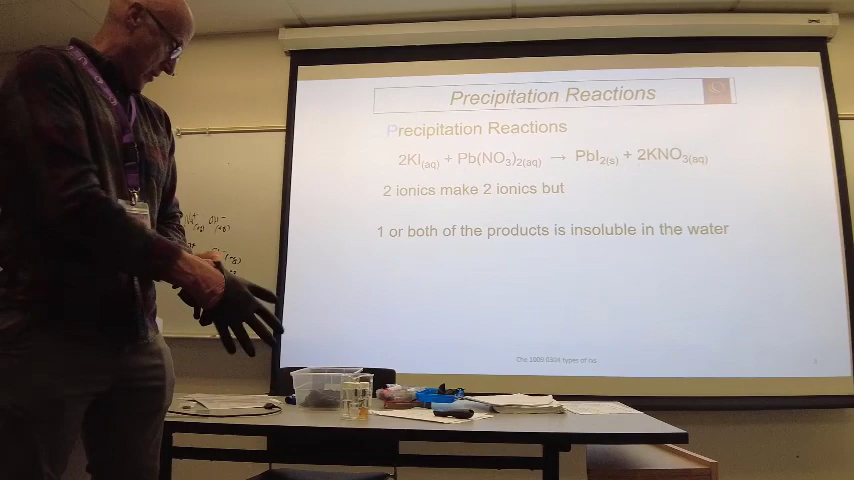 Precipitation Reactions
Precipitation Reactions
2KI(aq) + Pb(NO3)2(aq) → PbI2(s) + 2KNO3(aq)
2 ionics make 2 ionics but
1 or both of the products is insoluble in the water